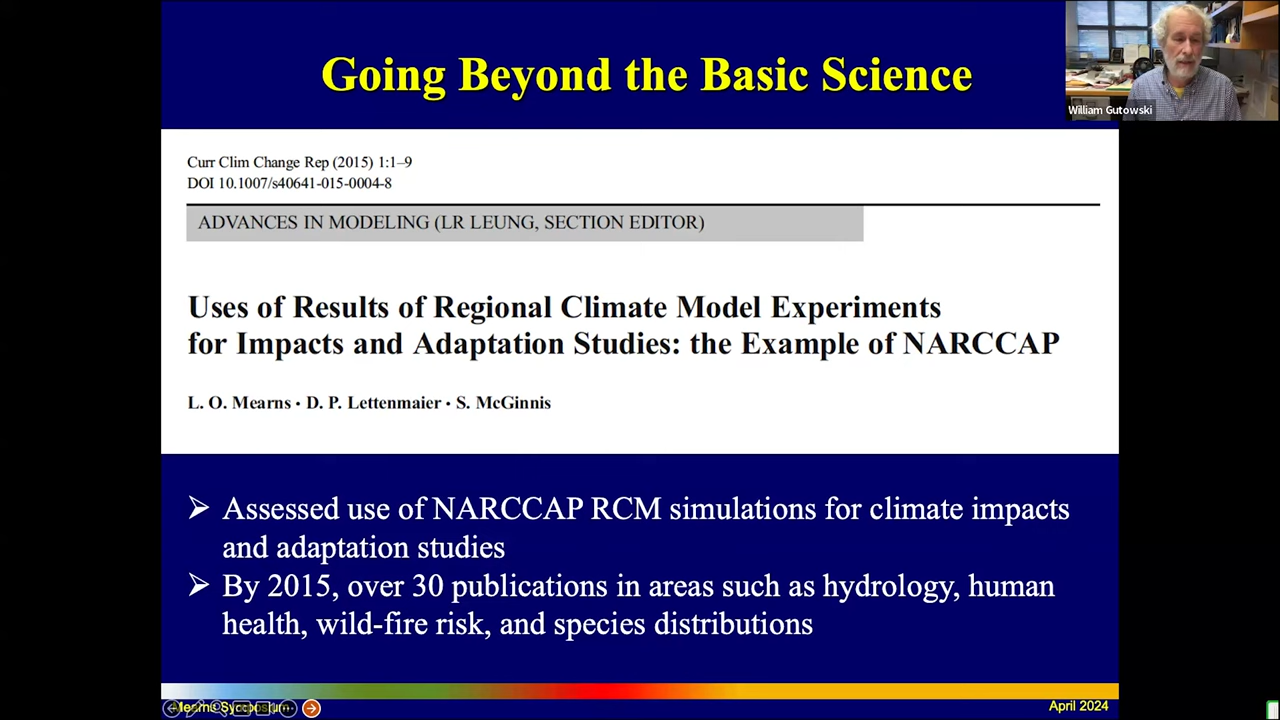 Going Beyond the Basic Science
William Gutowski
Curr Clim Change Rep (2015) 1:1–9
DOI 10.1007/s40641-015-0004-8
ADVANCES IN MODELING (LR LEUNG, SECTION EDITOR)
Uses of Results of Regional Climate Model Experiments
for Impacts and Adaptation Studies: the Example of NARCCAP
L. O. Mearns • D. P. Lettenmaier • S. McGinnis
➢ Assessed use of NARCCAP RCM simulations for climate impacts
and adaptation studies
➢ By 2015, over 30 publications in areas such as hydrology, human
health, wild-fire risk, and species distributions
Mearns Symposium
April 2024